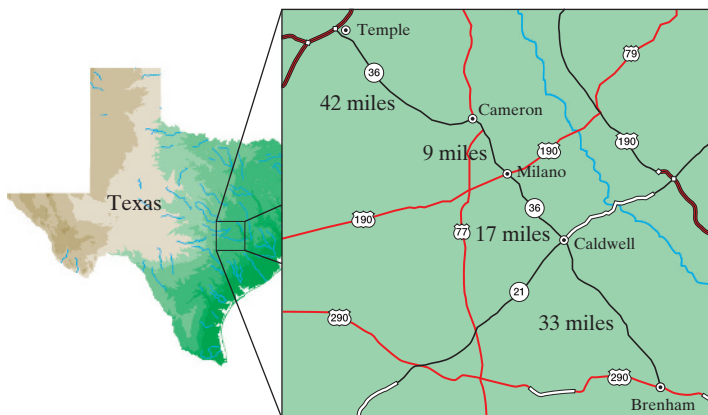 Temple
79
36
42 miles
Cameron
190
190
9 miles
Milano
Texas
36
190
77
17 miles
Caldwell
21
290
33 miles
290
Brenham